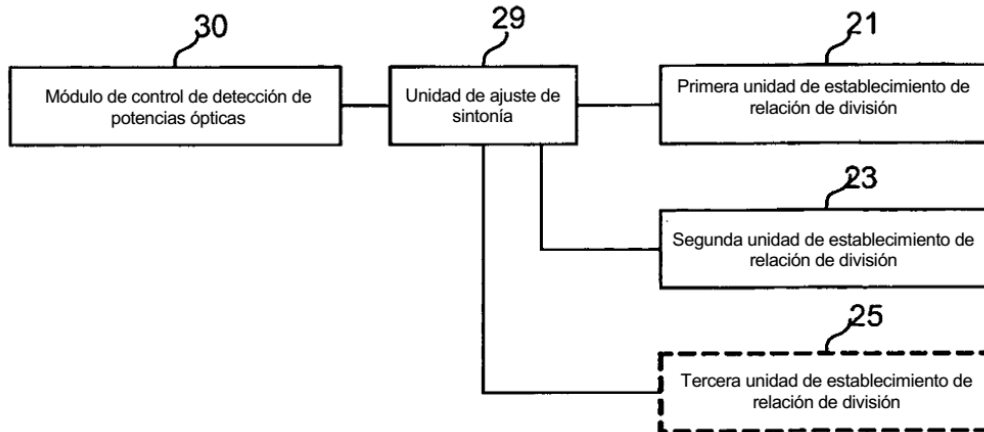 30
29
21
Módulo de control de detección de
potencias ópticas
Unidad de ajuste de
sintonía
Primera unidad de establecimiento de
relación de división
23
Segunda unidad de establecimiento de
relación de división
25
Tercera unidad de establecimiento de
relación de división